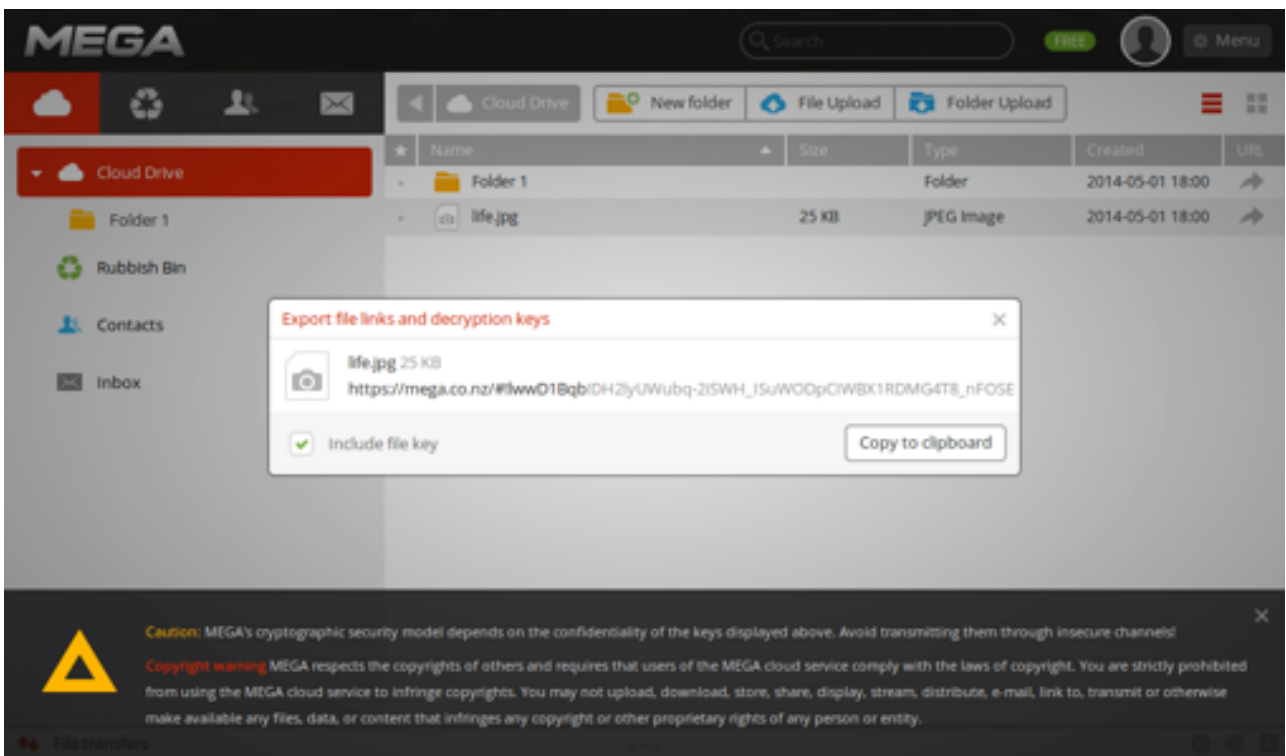 MEGA
Search
FREE
Menu
Cloud Drive
New folder
File Upload
Folder Upload
Name Size Type Created URL
Cloud Drive
Folder 1 Folder 2014-05-01 18:00
Folder 1
life.jpg 25 KB JPEG Image 2014-05-01 18:00
Rubbish Bin
Contacts
Inbox
Export file links and decryption keys
life.jpg 25 KB
Include file key
Copy to clipboard
Caution: MEGA's cryptographic security model depends on the confidentiality of the keys displayed above. Avoid transmitting them through insecure channels!
Copyright warning MEGA respects the copyrights of others and requires that users of the MEGA cloud service comply with the laws of copyright. You are strictly prohibited
from using the MEGA cloud service to infringe copyrights. You may not upload, download, store, share, display, stream, distribute, e-mail, link to, transmit or otherwise
make available any files, data, or content that infringes any copyright or other proprietary rights of any person or entity.
File transfers